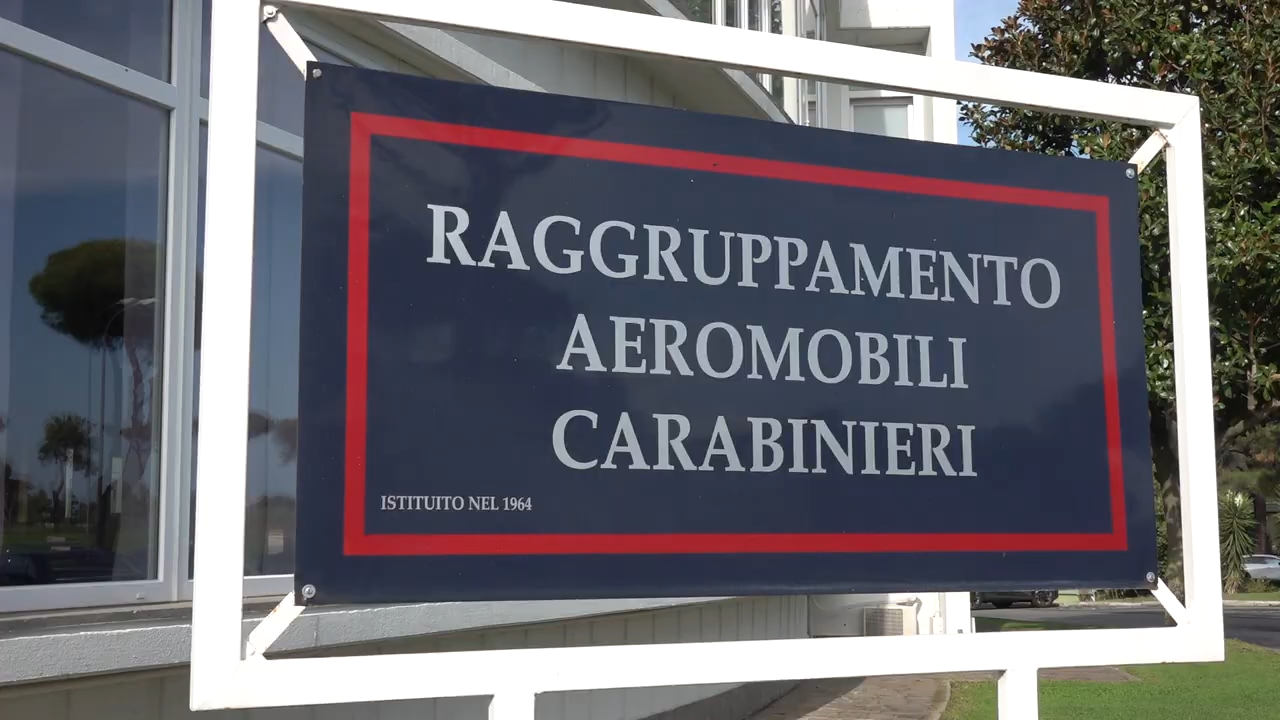 RAGGRUPPAMENTO
AEROMOBILI
CARABINIERI
ISTITUITO NEL 1964